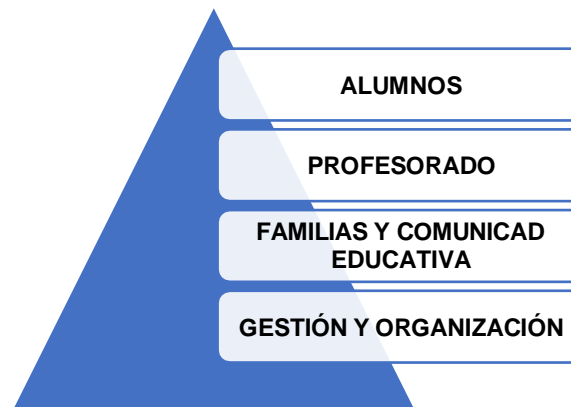 ALUMNOS
PROFESORADO
FAMILIAS Y COMUNICAD
EDUCATIVA
GESTIÓN Y ORGANIZACIÓN